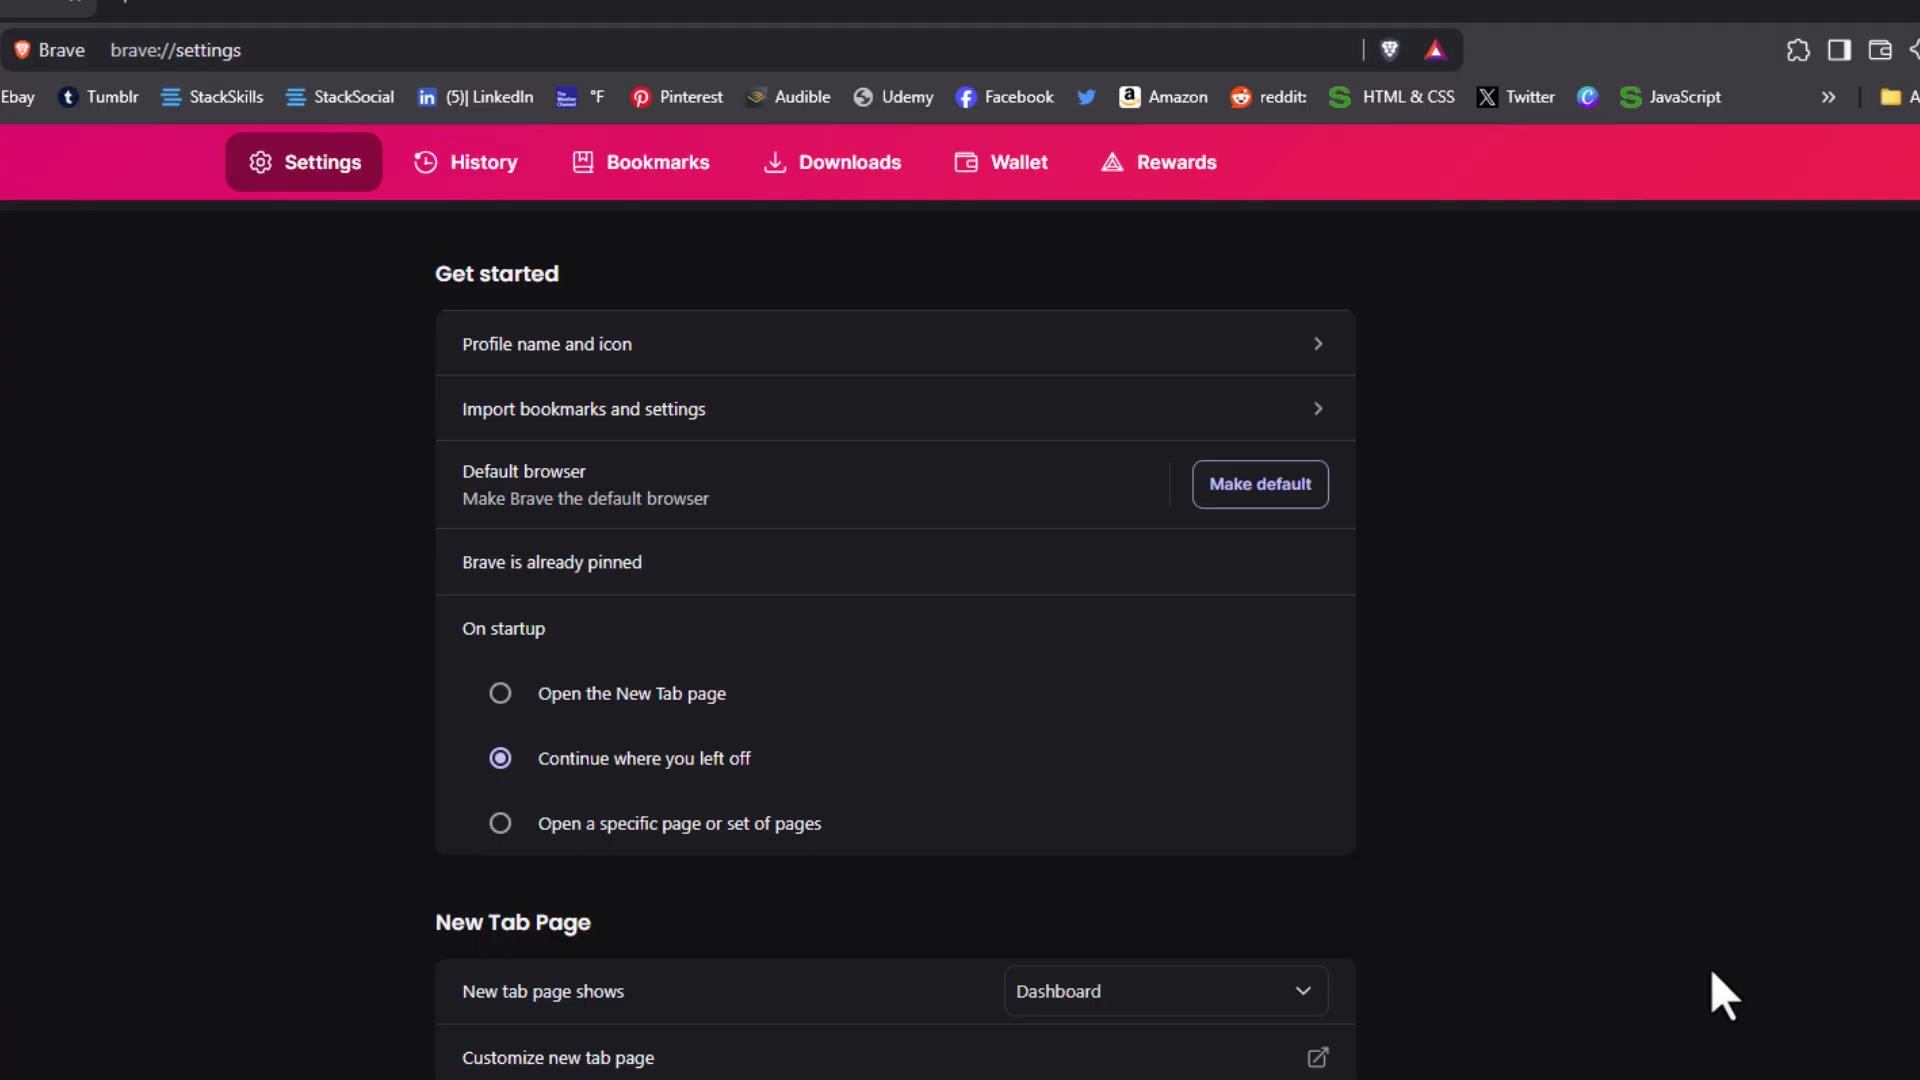 Brave brave://settings
Ebay Tumblr StackSkills StackSocial (5)| LinkedIn °F Pinterest Audible Udemy Facebook Amazon reddit: HTML & CSS Twitter JavaScript
Settings History Bookmarks Downloads Wallet Rewards
Get started
Profile name and icon
Import bookmarks and settings
Default browser
Make Brave the default browser
Make default
Brave is already pinned
On startup
Open the New Tab page
Continue where you left off
Open a specific page or set of pages
New Tab Page
New tab page shows Dashboard
Customize new tab page